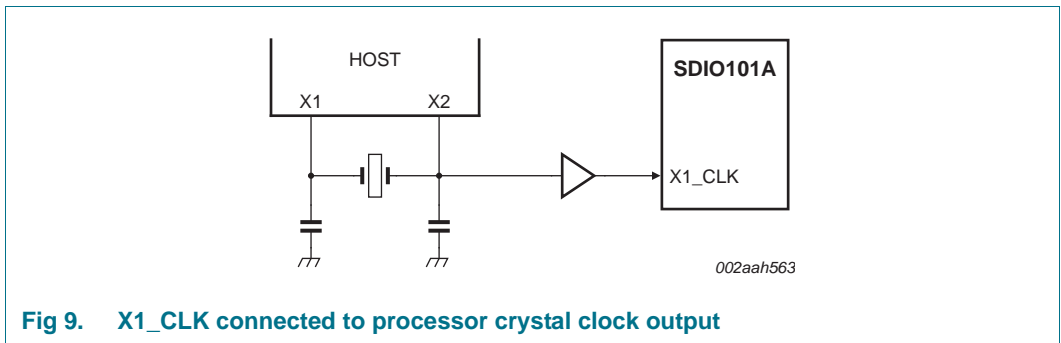 HOST
SDIO101A
X1
X2
X1_CLK
002aah563
Fig 9. X1_CLK connected to processor crystal clock output